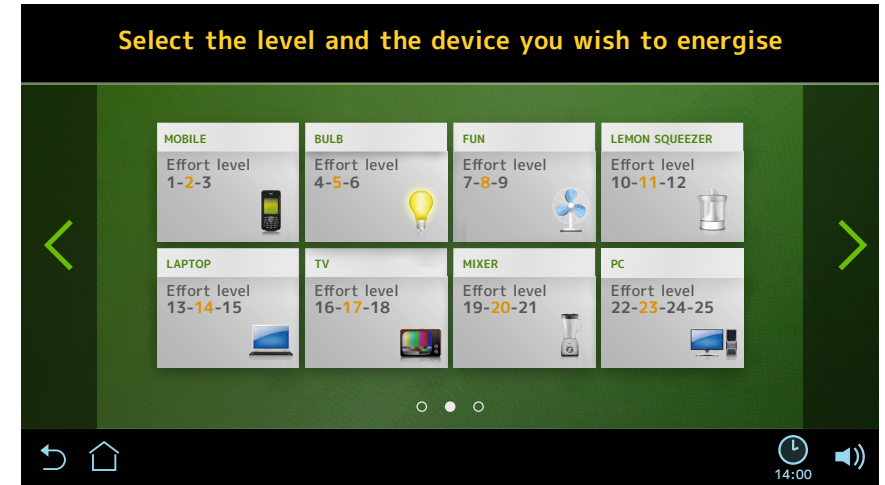 Select the level and the device you wish to energise
MOBILE
Effort level
1-2-3
BULB
Effort level
4-5-6
FUN
Effort level
7-8-9
LEMON SQUEEZER
Effort level
10-11-12
LAPTOP
Effort level
13-14-15
TV
Effort level
16-17-18
MIXER
Effort level
19-20-21
PC
Effort level
22-23-24-25
14:00